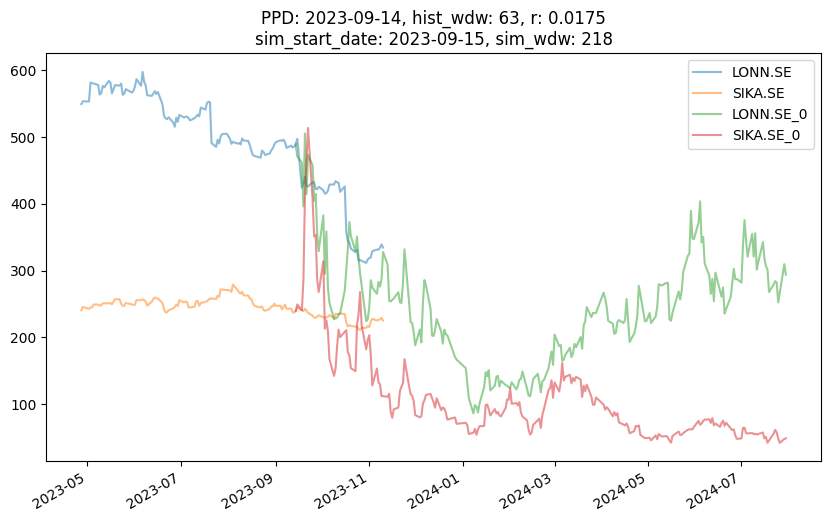 PPD: 2023-09-14, hist_wdw: 63, r: 0.0175
sim_start_date: 2023-09-15, sim_wdw: 218
LONN.SE
SIKA.SE
LONN.SE_0
SIKA.SE_0
600
500
400
300
200
100
2023-05
2023-07
2023-09
2023-11
2024-01
2024-03
2024-05
2024-07